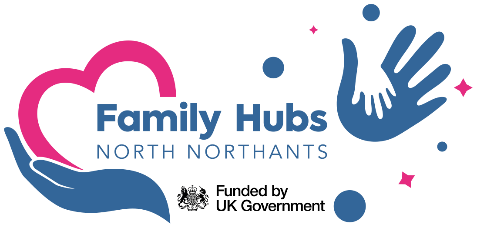 Family Hubs
NORTH NORTHANTS
Funded by
UK Government